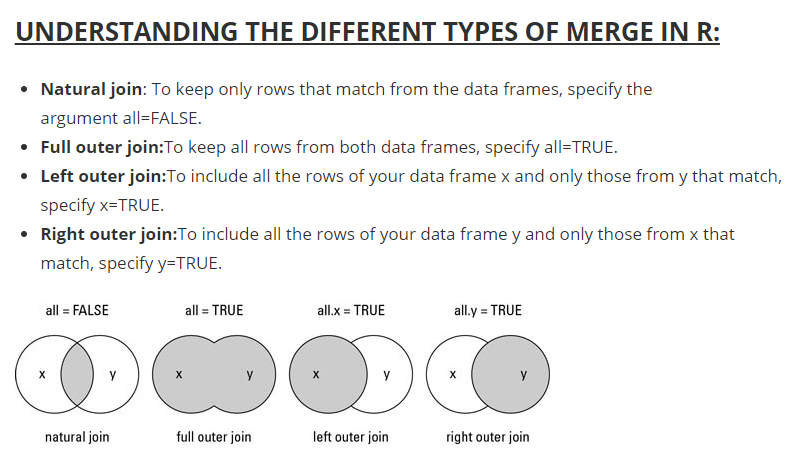 UNDERSTANDING THE DIFFERENT TYPES OF MERGE IN R:
• Natural join: To keep only rows that match from the data frames, specify the
argument all=FALSE.
• Full outer join:To keep all rows from both data frames, specify all=TRUE.
• Left outer join:To include all the rows of your data frame x and only those from y that match,
specify x=TRUE.
• Right outer join:To include all the rows of your data frame y and only those from x that
match, specify y=TRUE.
all = FALSE all = TRUE all.x = TRUE all.y = TRUE
x y x y x y x y
natural join full outer join left outer join right outer join